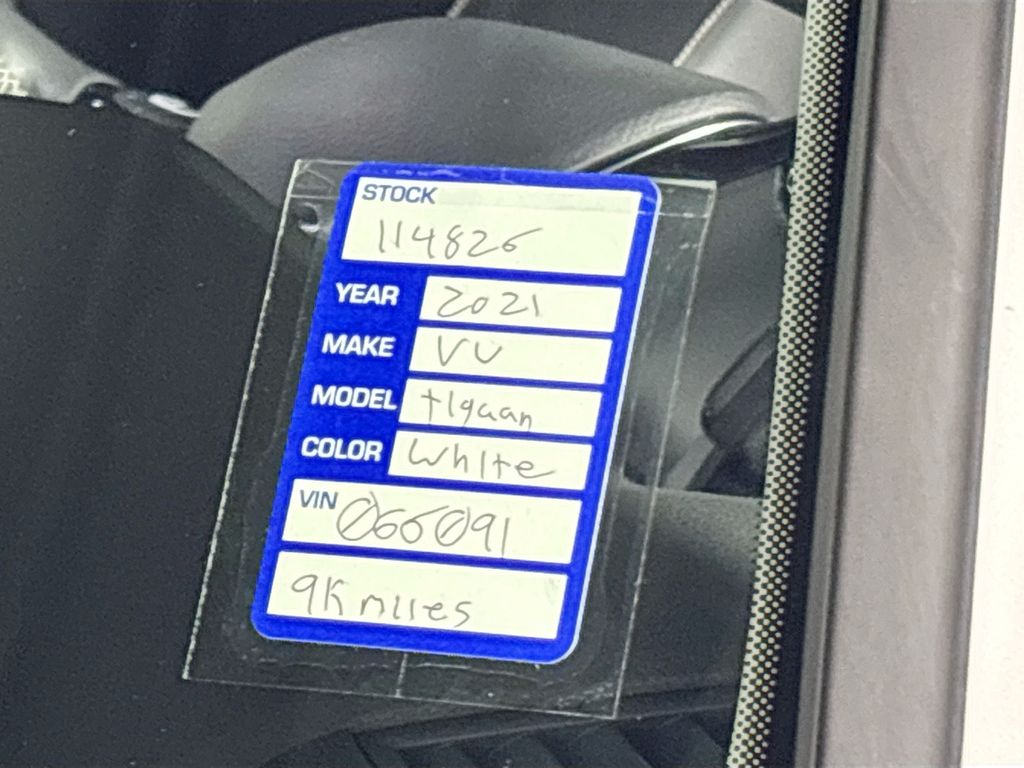 STOCK
114826
YEAR 2021
MAKE VW
MODEL tIguan
COLOR White
VIN 066091
9K miles